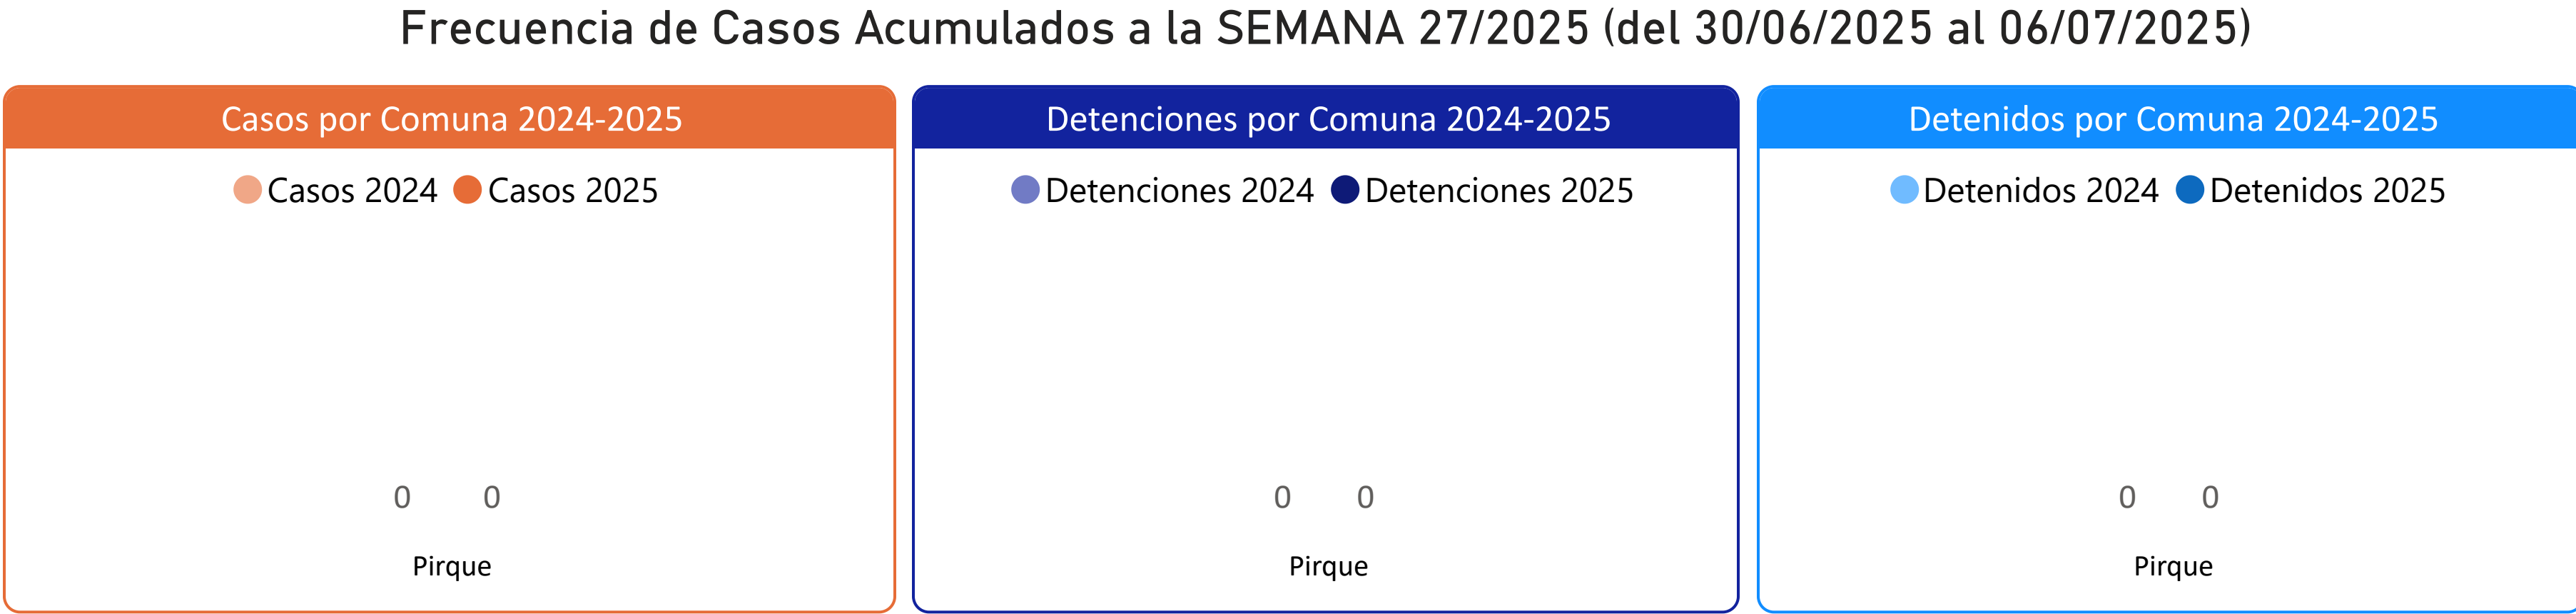 Frecuencia de Casos Acumulados a la SEMANA 27/2025 (del 30/06/2025 al 06/07/2025)
Casos por Comuna 2024-2025
Casos 2024 Casos 2025
0 0
Pirque
Detenciones por Comuna 2024-2025
Detenciones 2024 Detenciones 2025
0 0
Pirque
Detenidos por Comuna 2024-2025
Detenidos 2024 Detenidos 2025
0 0
Pirque